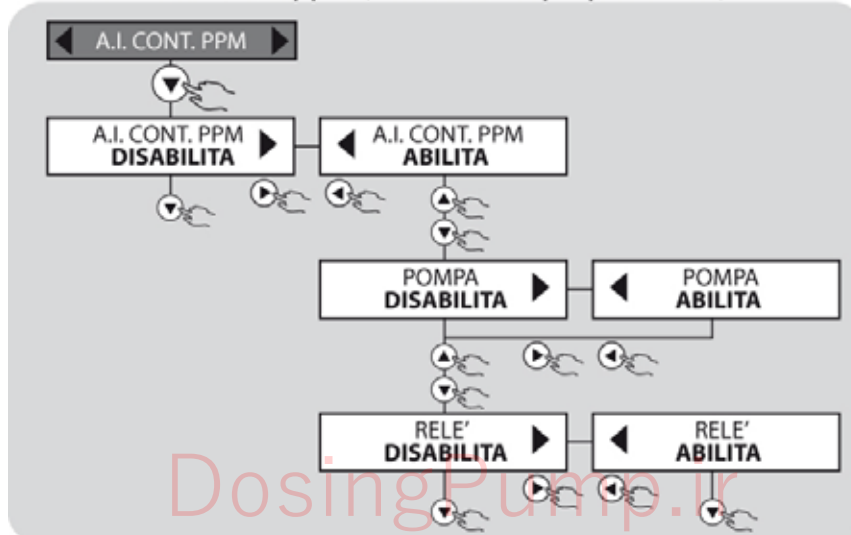 A.I. CONT. PPM
A.I. CONT. PPM
DISABILITA
A.I. CONT. PPM
ABILITA
POMPA
DISABILITA
POMPA
ABILITA
RELE'
DISABILITA
RELE'
ABILITA
DosingPump.ir